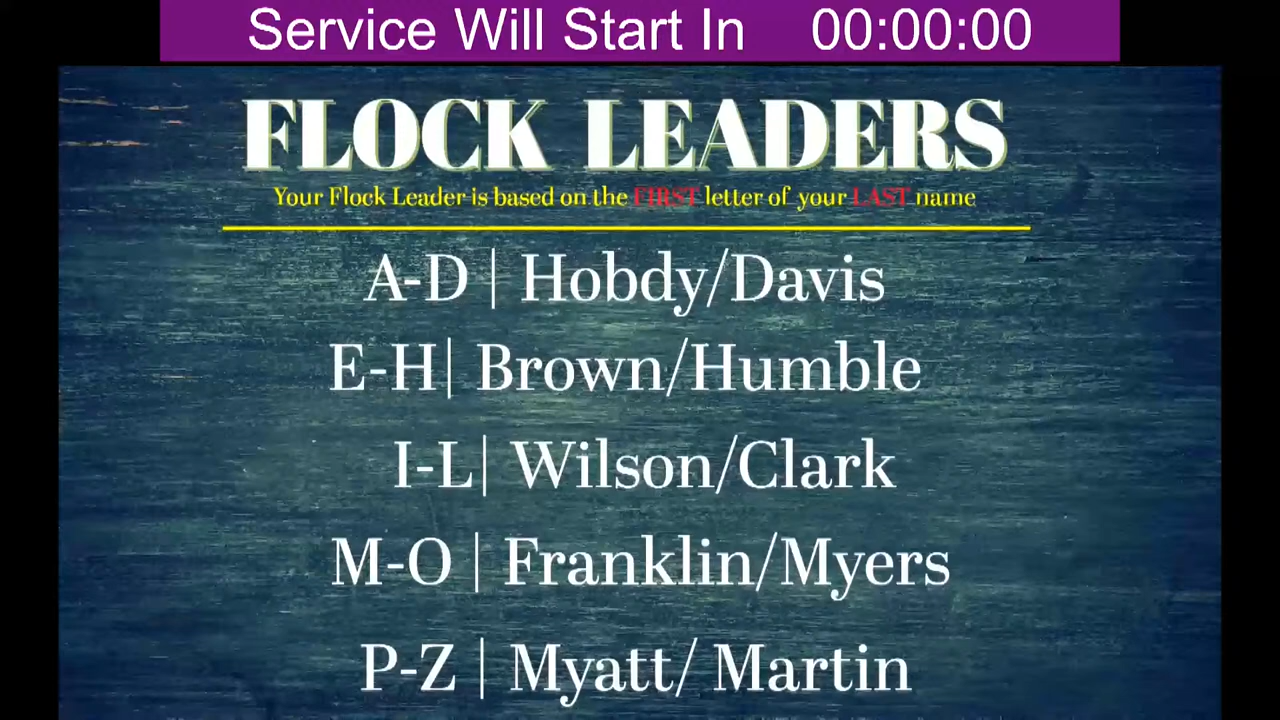 Service Will Start In 00:00:00
FLOCK LEADERS
Your Flock Leader is based on the FIRST letter of your LAST name
A-D | Hobdy/Davis
E-H| Brown/Humble
I-L| Wilson/Clark
M-O | Franklin/Myers
P-Z | Myatt/ Martin